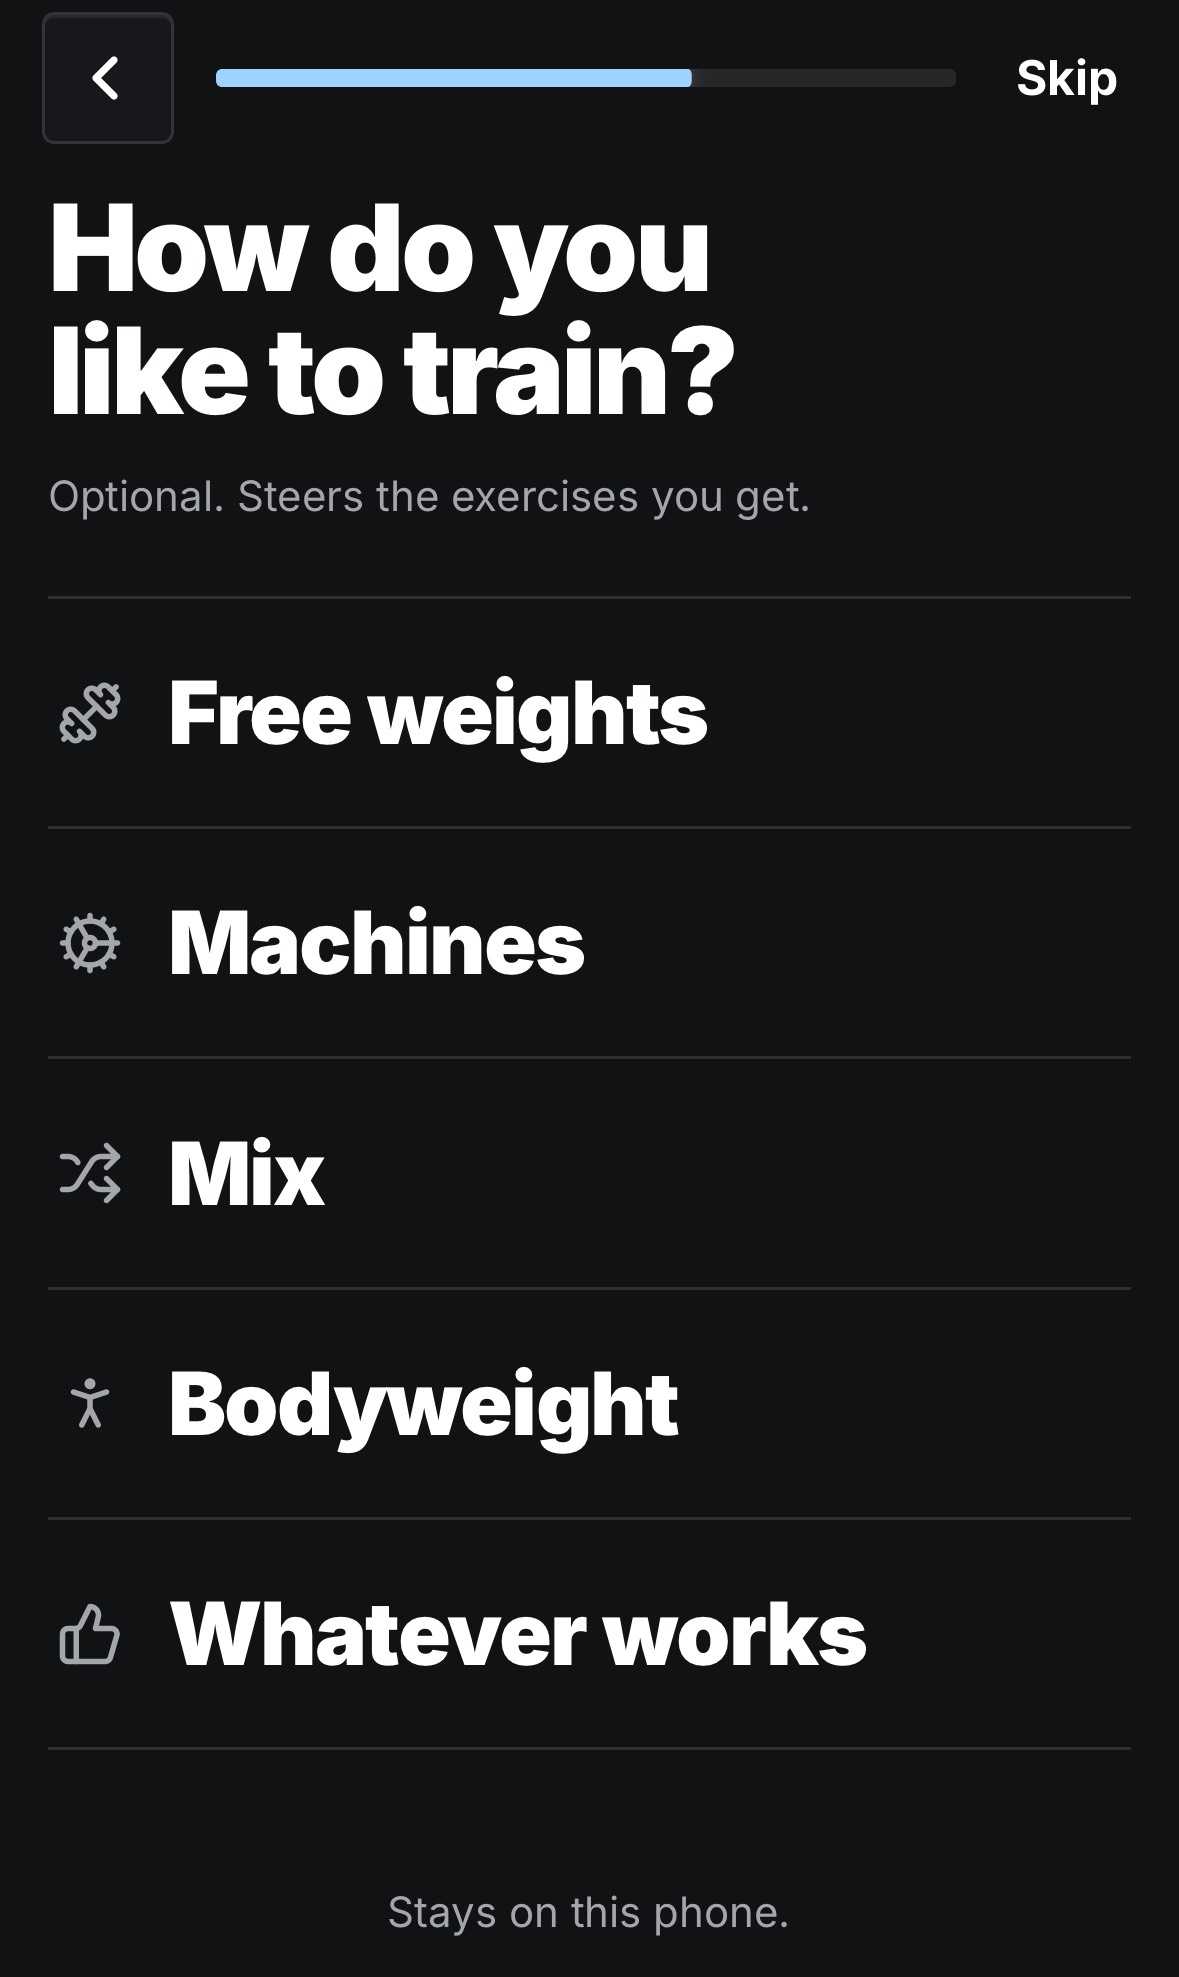 Skip
How do you
like to train?
Optional. Steers the exercises you get.
Free weights
Machines
Mix
Bodyweight
Whatever works
Stays on this phone.